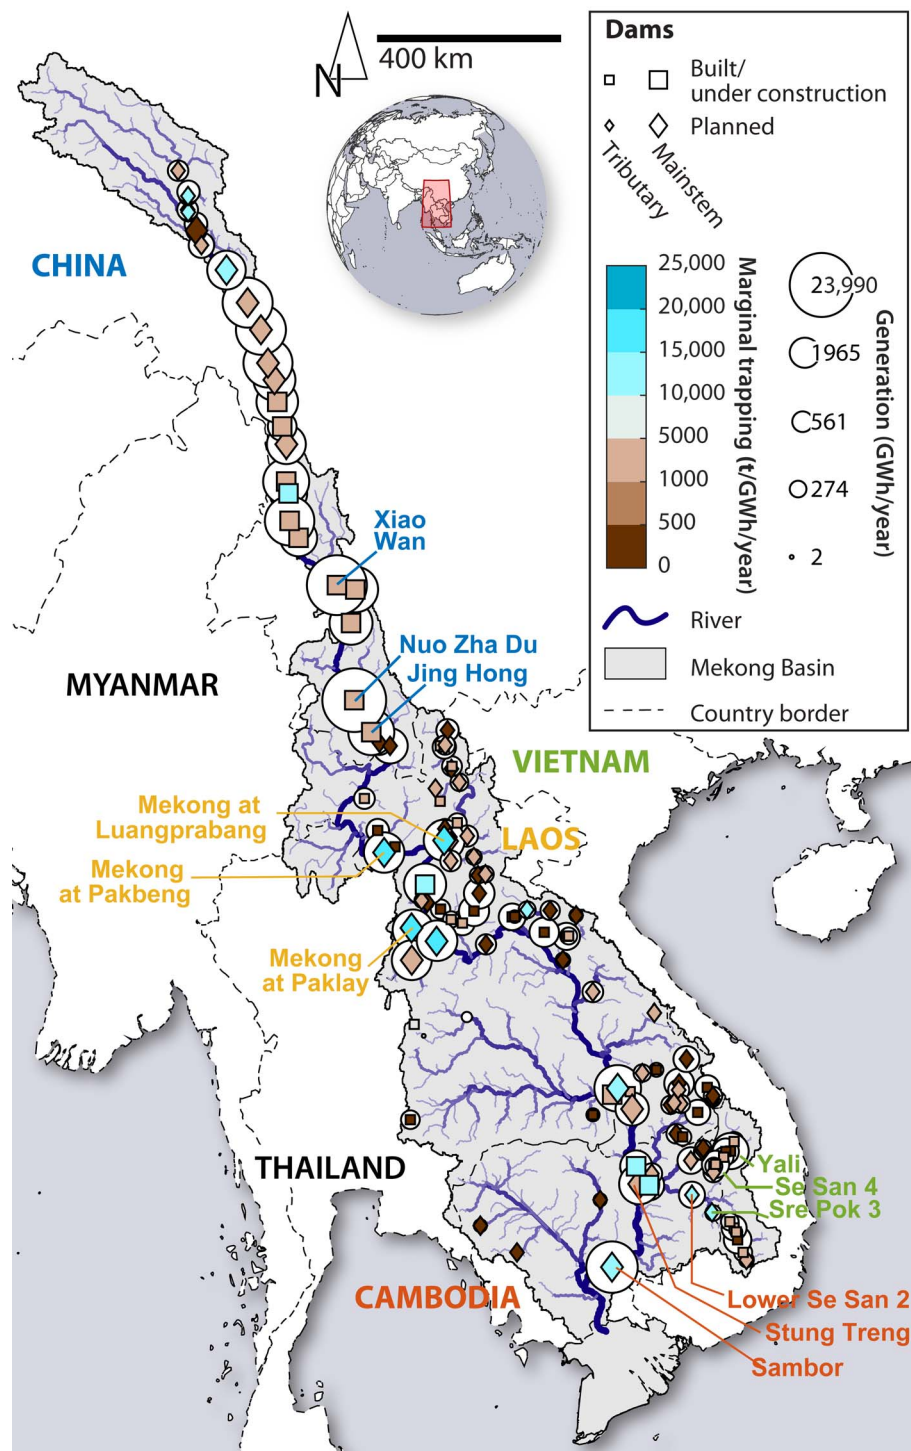 N
400 km
Dams
Built/
under construction
Planned
Tributary
Mainstem
25,000
20,000
15,000
10,000
5000
1000
500
0
Marginal trapping (t/GWh/year)
23,990
1965
561
274
2
Generation (GWh/year)
River
Mekong Basin
Country border
CHINA
Xiao
Wan
Nuo Zha Du
Jing Hong
MYANMAR
VIETNAM
Mekong at
Luangprabang
LAOS
Mekong
at Pakbeng
Mekong
at Paklay
THAILAND
Yali
Se San 4
Sre Pok 3
CAMBODIA
Lower Se San 2
Stung Treng
Sambor